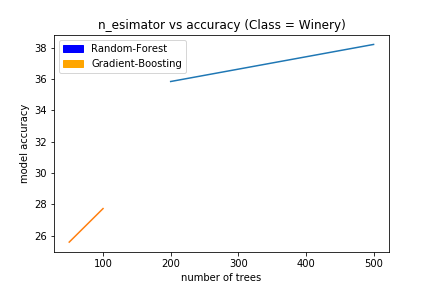 n_esimator vs accuracy (Class = Winery)
Random-Forest
Gradient-Boosting
model accuracy
38
36
34
32
30
28
26
100
200
300
400
500
number of trees